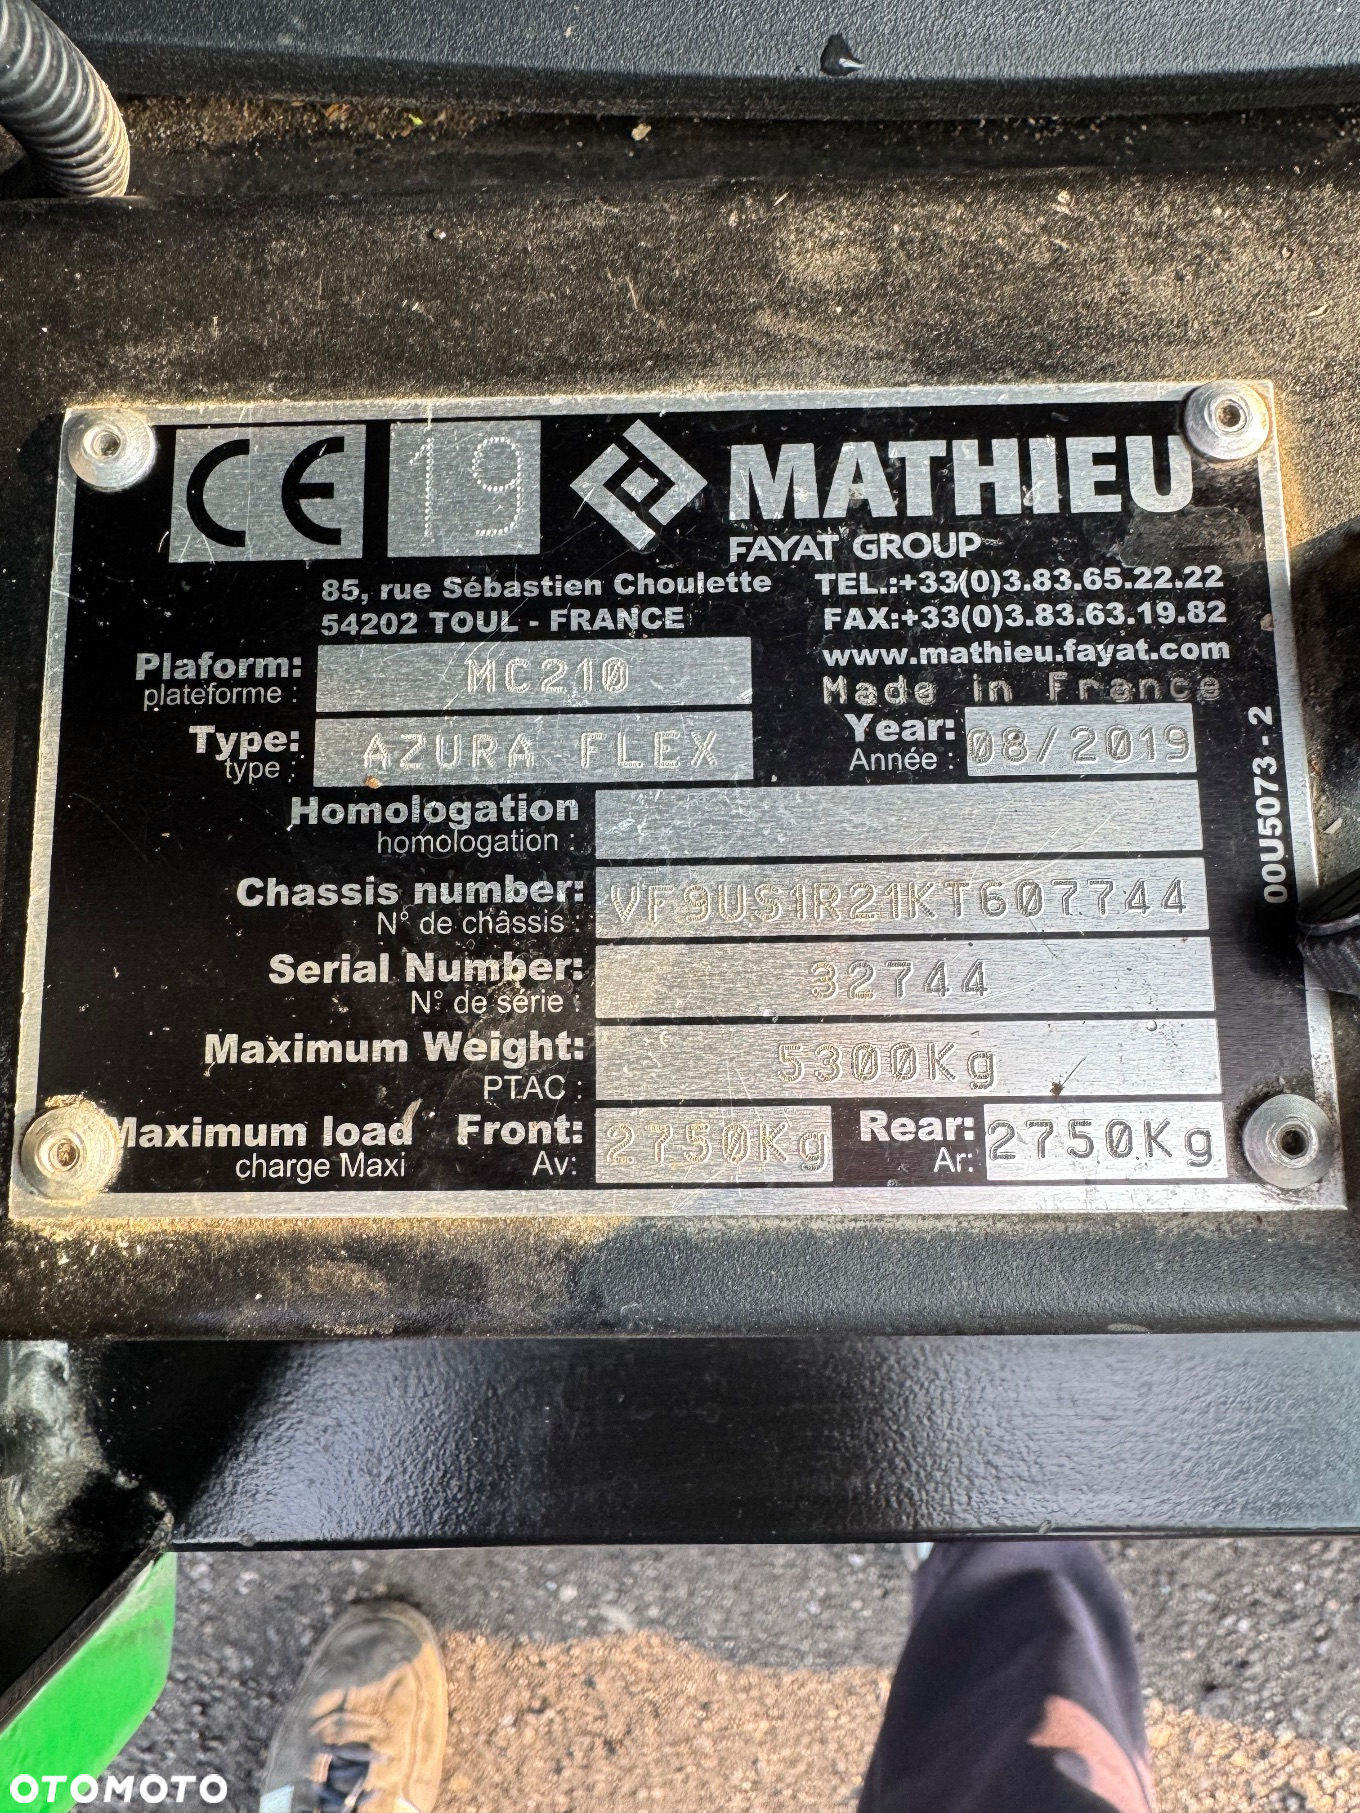 CE 19 MATHIEU
FAYAT GROUP
85, rue Sébastien Choulette TEL.:+33(0)3.83.65.22.22
54202 TOUL - FRANCE FAX:+33(0)3.83.63.19.82
www.mathieu.fayat.com
Plaform: MC210
plateforme :
Made in France
Type: AZURA FLEX
type :
Year: 08/2019
Année :
Homologation
homologation :
Chassis number: VF9US1R21KT607744
N° de châssis :
Serial Number: 32744
N° de série :
Maximum Weight: 5300Kg
PTAC :
Maximum load Front: 2750Kg Rear: 2750Kg
charge Maxi Av: Ar:
00U5073 - 2
OTOMOTO